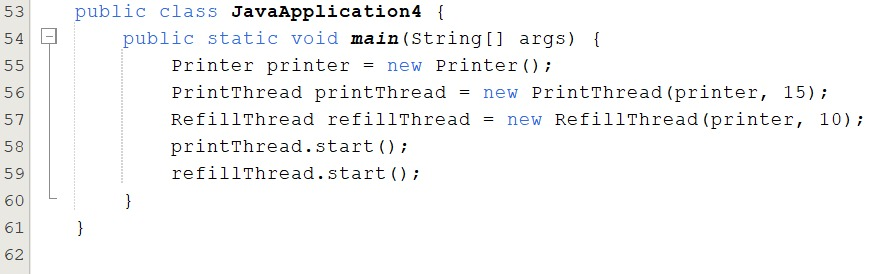 53 public class JavaApplication4 {
54 public static void main(String[] args) {
55 Printer printer = new Printer();
56 PrintThread printThread = new PrintThread(printer, 15);
57 RefillThread refillThread = new RefillThread(printer, 10);
58 printThread.start();
59 refillThread.start();
60 }
61 }
62